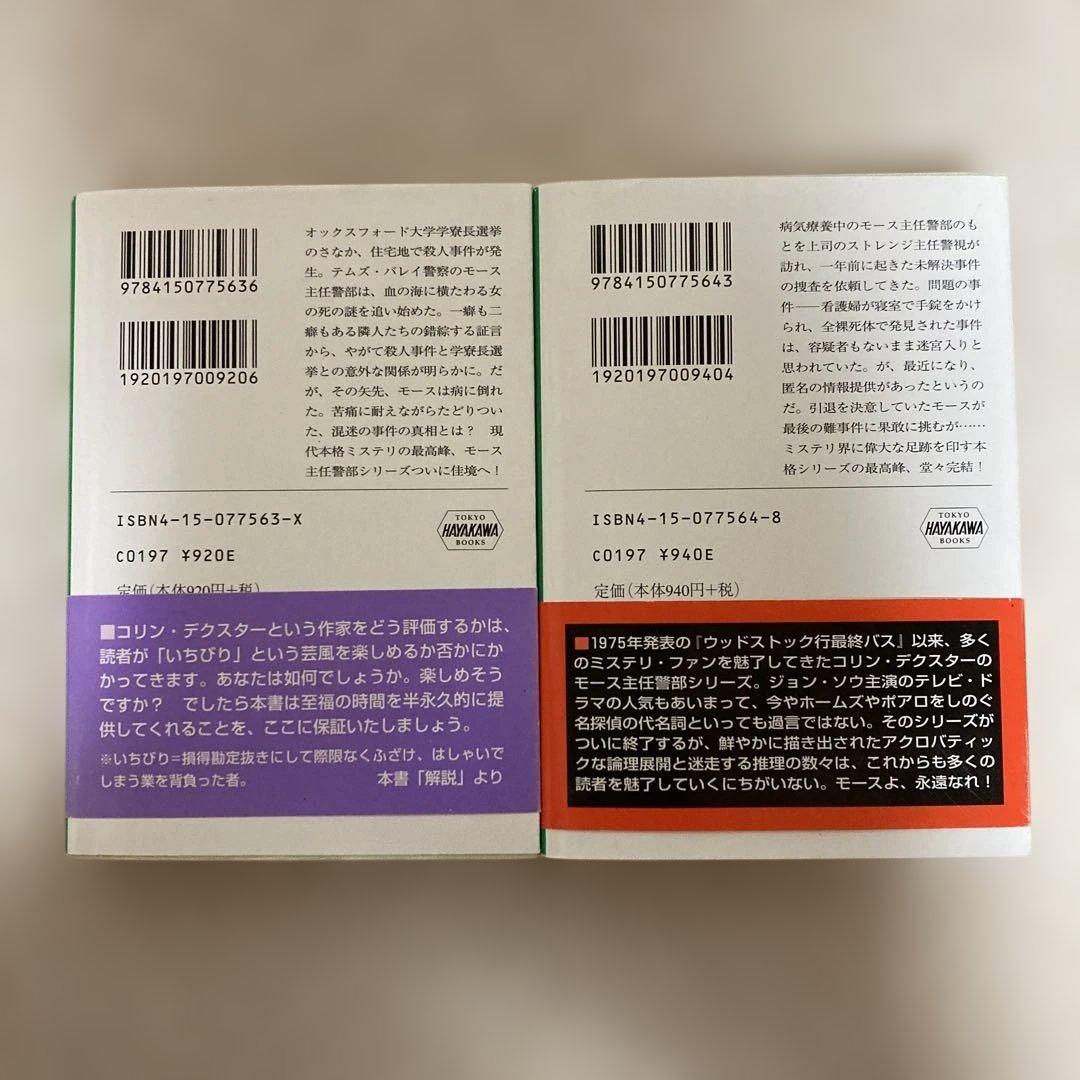 9784150775636
1920197009206
オックスフォード大学学寮長選挙
のさなか、住宅地で殺人事件が発
生。テムズ・バレイ警察のモース
主任警部は、血の海に横たわる女
の死の謎を追い始めた。一癖も二
癖もある隣人たちの錯綜する証言
から、やがて殺人事件と学寮長選
挙との意外な関係が明らかに。だ
が、その矢先、モースは病に倒れ
た。苦痛に耐えながらたどりつい
た、混迷の事件の真相とは？　現
代本格ミステリの最高峰、モース
主任警部シリーズついに佳境へ！
ISBN4-15-077563-X
C0197 ¥920E
TOKYO
HAYAKAWA
BOOKS
定価（本体920円＋税）
■コリン・デクスターという作家をどう評価するかは、
読者が「いちびり」という芸風を楽しめるか否かにか
かってきます。あなたは如何でしょうか。楽しめそう
ですか？　でしたら本書は至福の時間を半永久的に提
供してくれることを、ここに保証いたしましょう。
※いちびり＝損得勘定抜きにして際限なくふざけ、はしゃいで
しまう業を背負った者。　本書「解説」より
9784150775643
1920197009404
病気療養中のモース主任警部のも
とを上司のストレンジ主任警視が
訪れ、一年前に起きた未解決事件
の捜査を依頼してきた。問題の事
件――看護婦が寝室で手錠をかけ
られ、全裸死体で発見された事件
は、容疑者もないまま迷宮入りと
思われていた。が、最近になり、
匿名の情報提供があったというの
だ。引退を決意していたモースが
最後の難事件に果敢に挑むが……
ミステリ界に偉大な足跡を印す本
格シリーズの最高峰、堂々完結！
ISBN4-15-077564-8
C0197 ¥940E
TOKYO
HAYAKAWA
BOOKS
定価（本体940円＋税）
■1975年発表の『ウッドストック行最終バス』以来、多く
のミステリ・ファンを魅了してきたコリン・デクスターの
モース主任警部シリーズ。ジョン・ソウ主演のテレビ・ド
ラマの人気もあいまって、今やホームズやポアロをしのぐ
名探偵の代名詞といっても過言ではない。そのシリーズが
ついに終了するが、鮮やかに描き出されたアクロバティッ
クな論理展開と迷走する推理の数々は、これからも多くの
読者を魅了していくにちがいない。モースよ、永遠なれ！